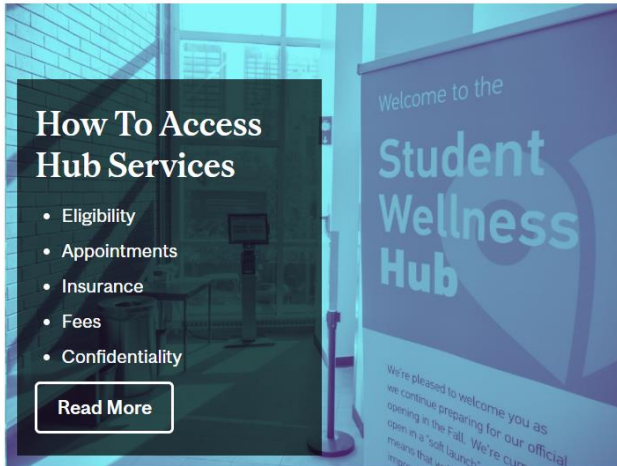 How To Access
Hub Services
Eligibility
Appointments
Insurance
Fees
Confidentiality
Read More
Welcome to the
Student
Wellness
Hub
We're pleased to welcome you as
we continue preparing for our official
opening in the Fall. We're
open in a "soft launch"
means that